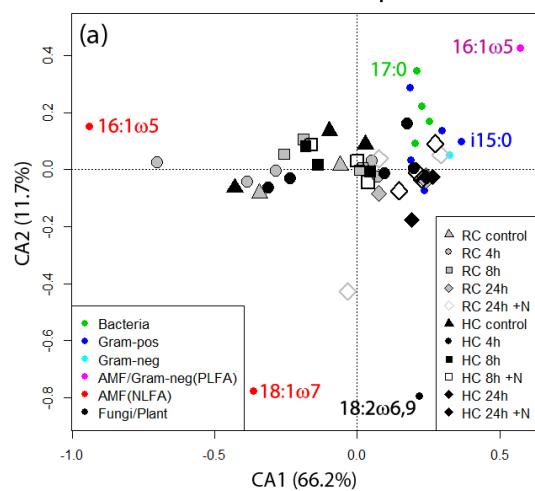 (a)
16:1ω5
17:0
16:1ω5
i15:0
18:1ω7
18:2ω6,9
CA2 (11.7%)
0.4
0.2
0.0
-0.2
-0.4
-0.6
-0.8
-1.0
-0.5
0.0
0.5
CA1 (66.2%)
Bacteria
Gram-pos
Gram-neg
AMF/Gram-neg(PLFA)
AMF(NLFA)
Fungi/Plant
RC control
RC 4h
RC 8h
RC 24h
RC 24h +N
HC control
HC 4h
HC 8h
HC 8h +N
HC 24h
HC 24h +N